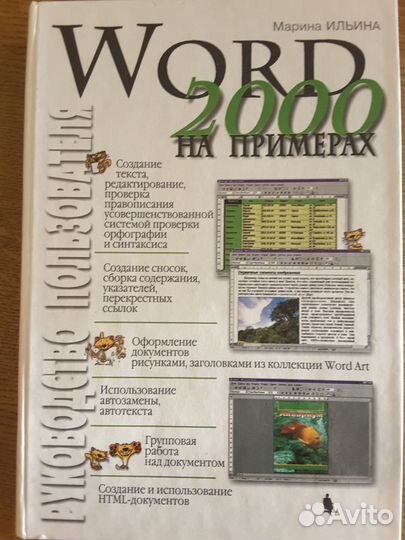 Марина ИЛЬИНА
WORD
2000
НА ПРИМЕРАХ
РУКОВОДСТВО ПОЛЬЗОВАТЕЛЯ
Создание
текста,
редактирование,
проверка
правописания
усовершенствованной
системой проверки
орфографии
и синтаксиса
Создание сносок,
сборка содержания,
указателей,
перекрестных
ссылок
Оформление
документов
рисунками, заголовками из коллекции Word Art
Использование
автозамены,
автотекста
Групповая
работа
над документом
Создание и использование
HTML-документов
Avito